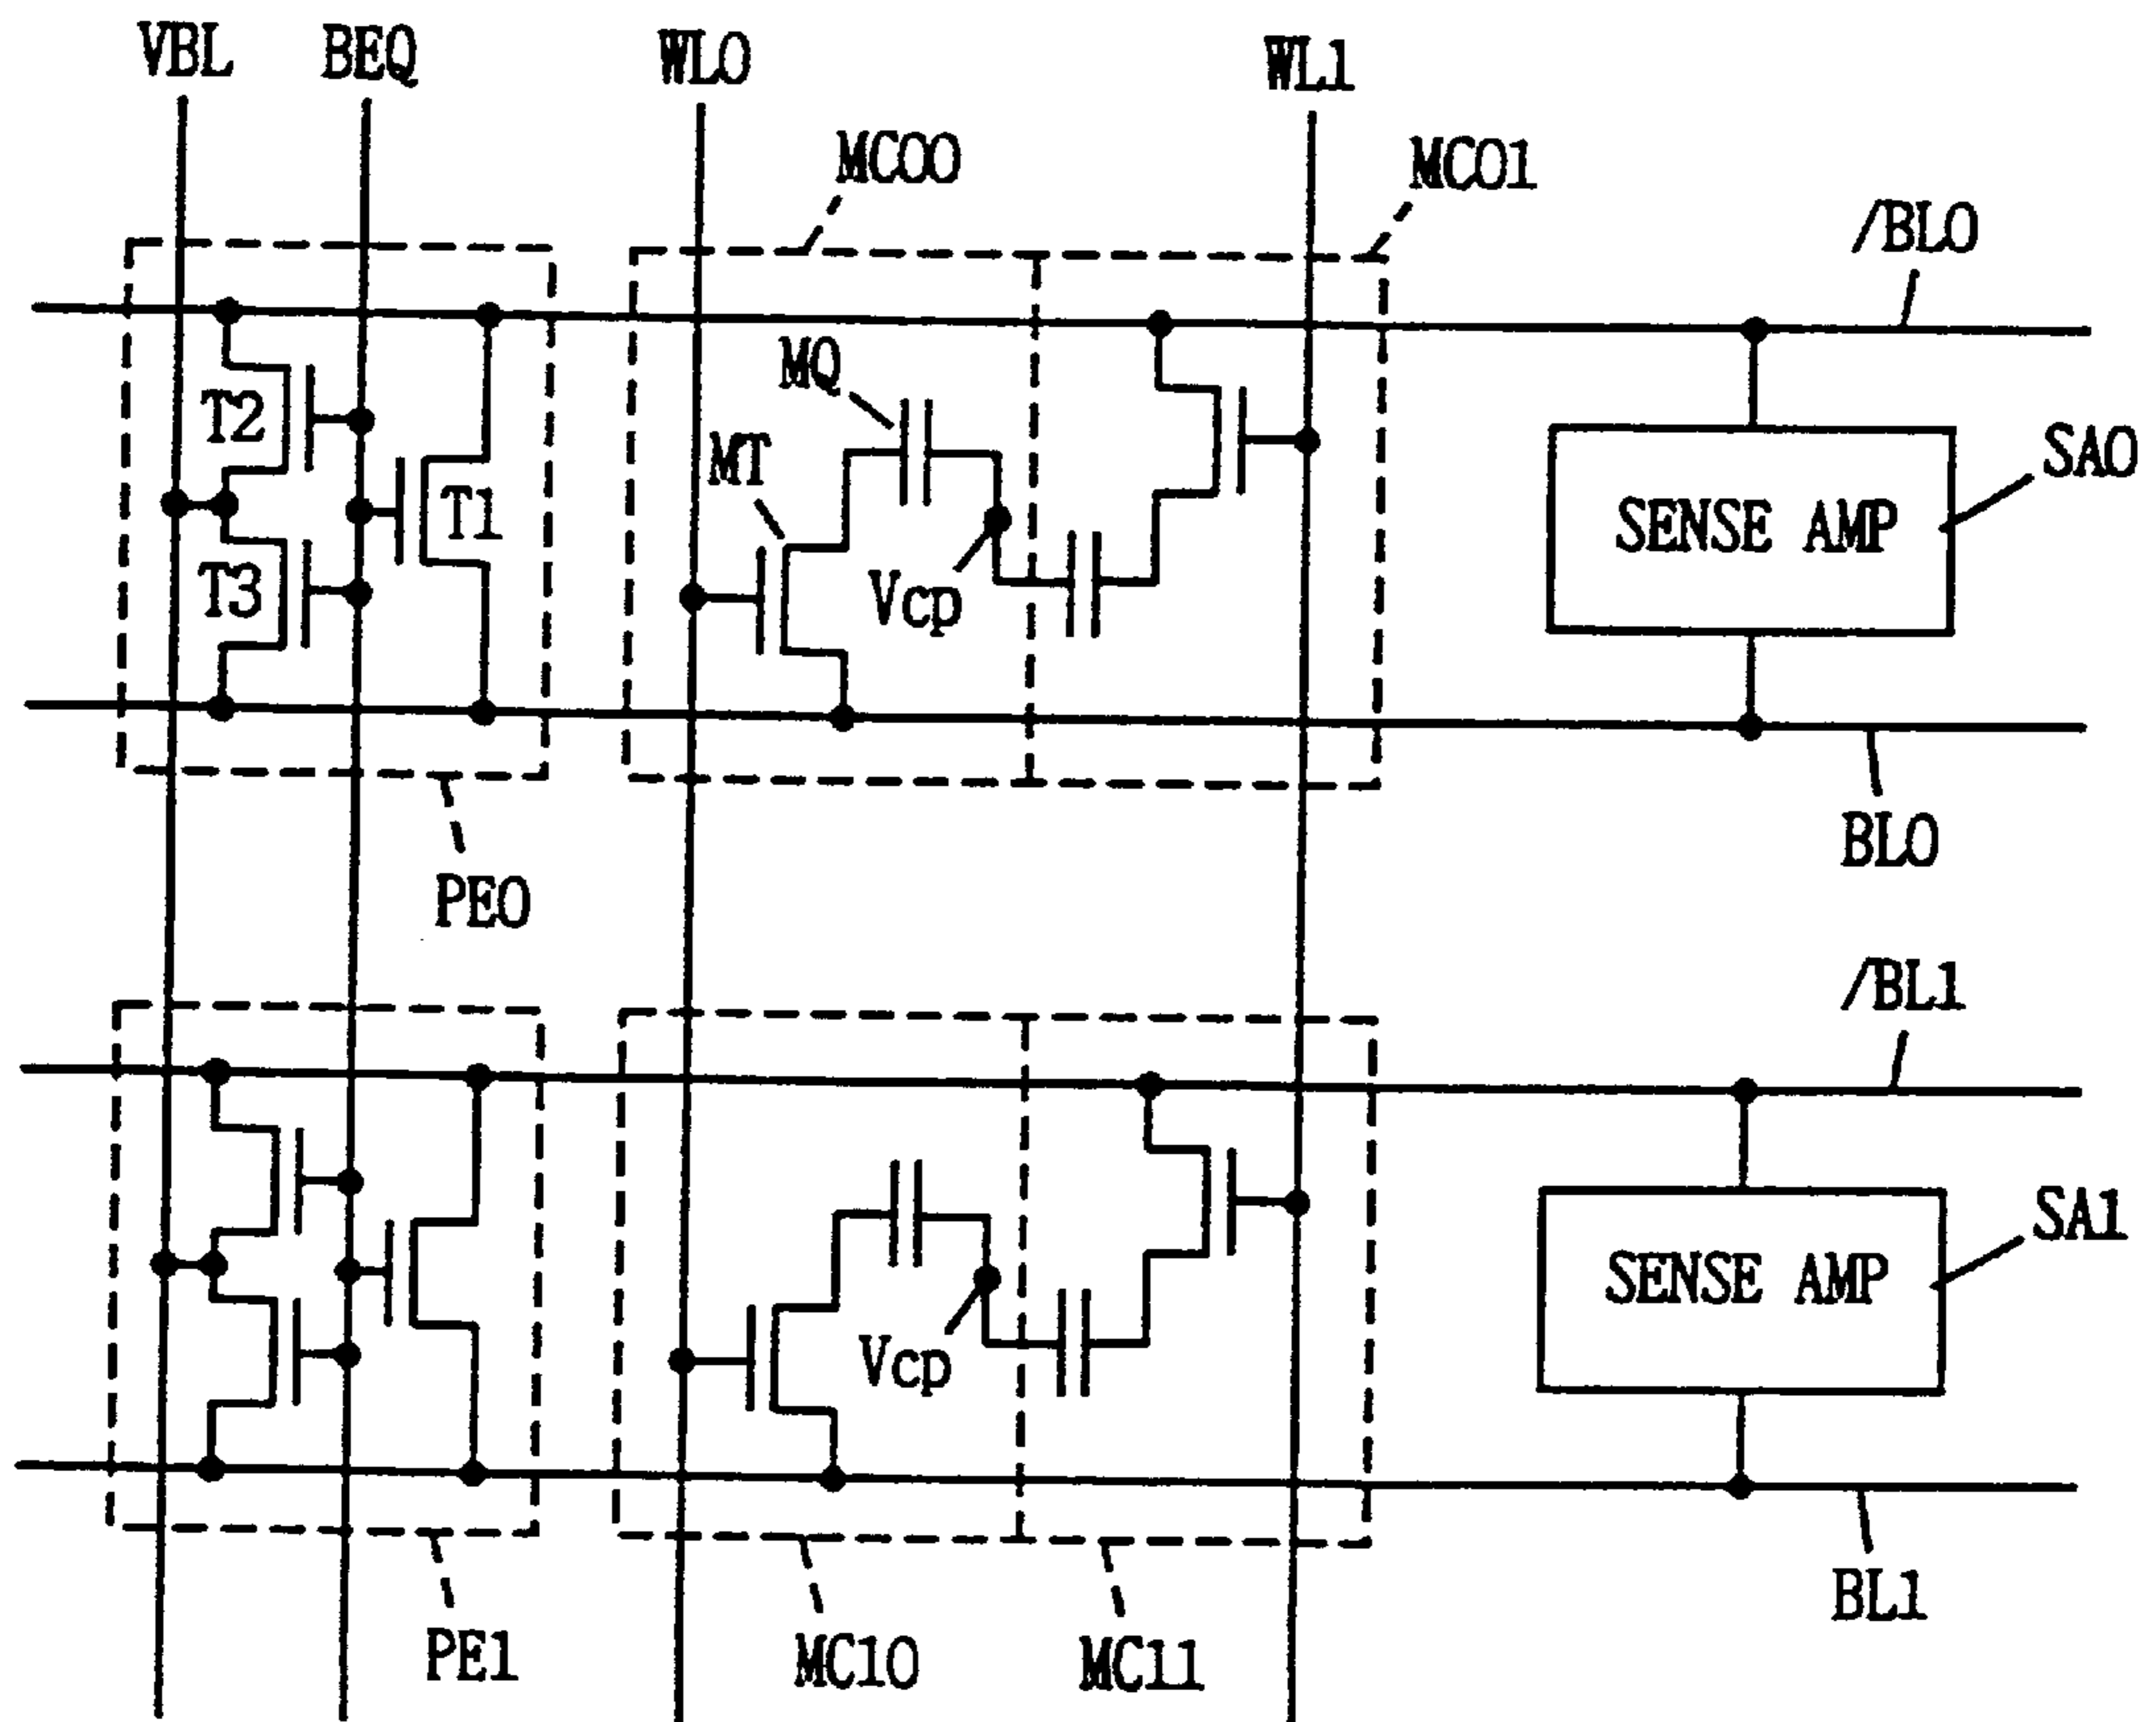 VBL
BEQ
WL0
WL1
MC00
MC01
/BL0
MQ
T2
MT
SA0
T1
SENSE AMP
T3
Vcp
BL0
PE0
/BL1
SA1
SENSE AMP
Vcp
BL1
PE1
MC10
MC11